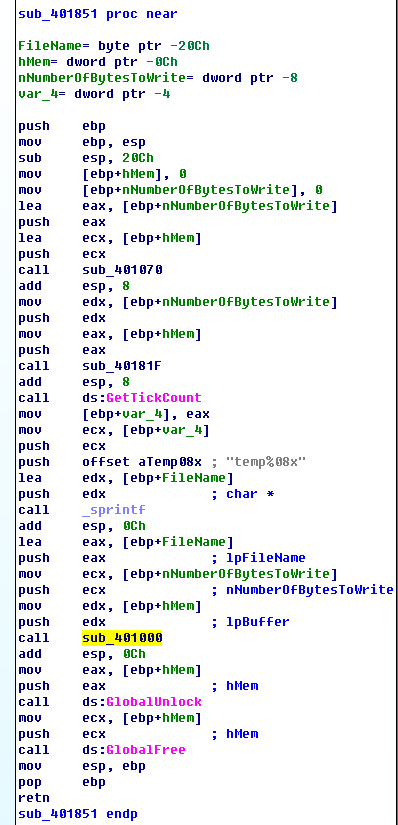 sub_401851 proc near
FileName= byte ptr -20Ch
hMem= dword ptr -0Ch
nNumberOfBytesToWrite= dword ptr -8
var_4= dword ptr -4
push ebp
mov ebp, esp
sub esp, 20Ch
mov [ebp+hMem], 0
mov [ebp+nNumberOfBytesToWrite], 0
lea eax, [ebp+nNumberOfBytesToWrite]
push eax
lea ecx, [ebp+hMem]
push ecx
call sub_401070
add esp, 8
mov edx, [ebp+nNumberOfBytesToWrite]
push edx
mov eax, [ebp+hMem]
push eax
call sub_40181F
add esp, 8
call ds:GetTickCount
mov [ebp+var_4], eax
mov ecx, [ebp+var_4]
push ecx
push offset aTemp08x ; "temp%08x"
lea edx, [ebp+FileName]
push edx ; char *
call _sprintf
add esp, 0Ch
lea eax, [ebp+FileName]
push eax ; lpFileName
mov ecx, [ebp+nNumberOfBytesToWrite]
push ecx ; nNumberOfBytesToWrite
mov edx, [ebp+hMem]
push edx ; lpBuffer
call sub_401000
add esp, 0Ch
mov eax, [ebp+hMem]
push eax ; hMem
call ds:GlobalUnlock
mov ecx, [ebp+hMem]
push ecx ; hMem
call ds:GlobalFree
mov esp, ebp
pop ebp
retn
sub_401851 endp